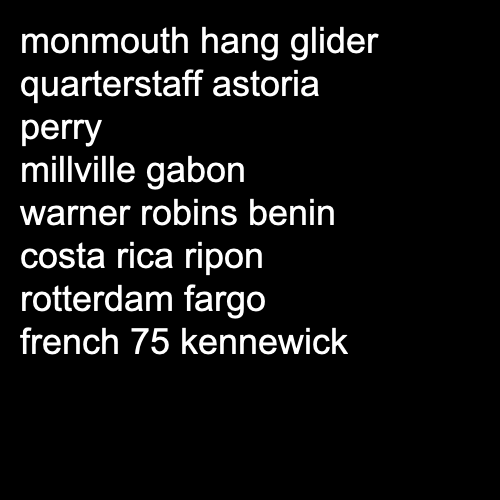 monmouth hang glider
quarterstaff astoria
perry
millville gabon
warner robins benin
costa rica ripon
rotterdam fargo
french 75 kennewick